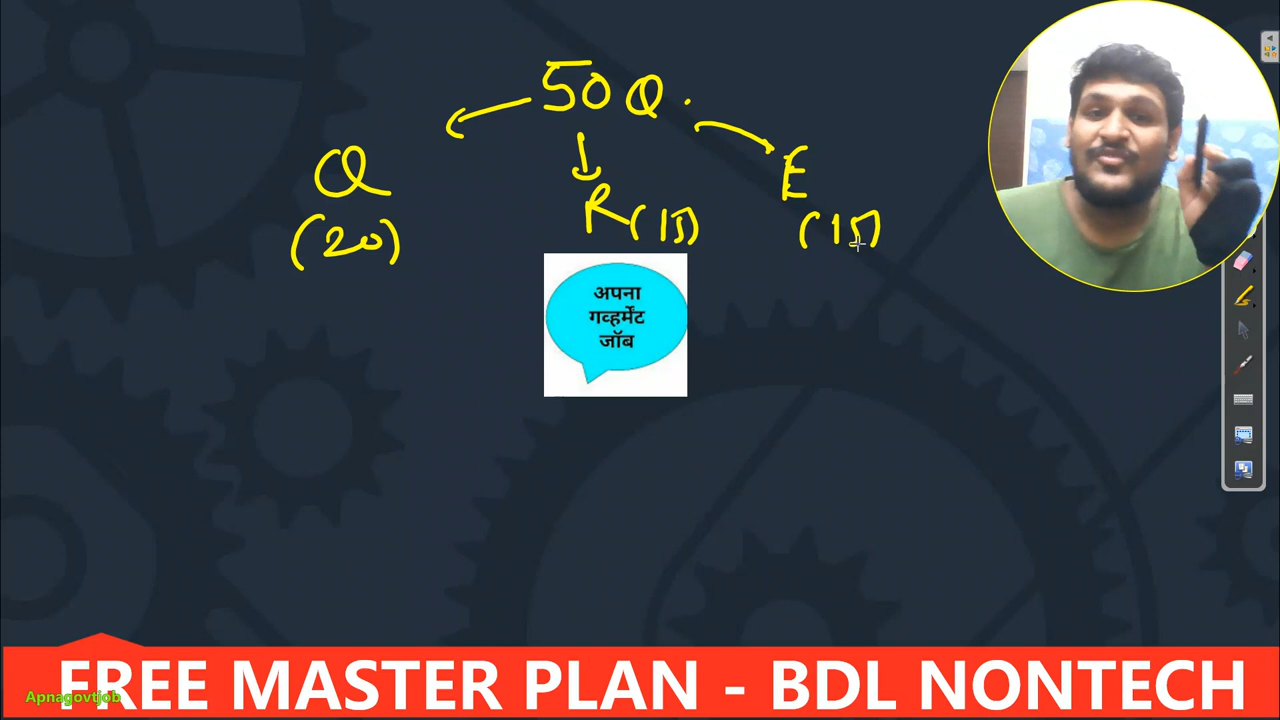 50 Q.
Q
(20)
R (15)
E
(15)
अपना
गव्हर्मेंट
जॉब
FREE MASTER PLAN - BDL NONTECH
Apnagovtjob